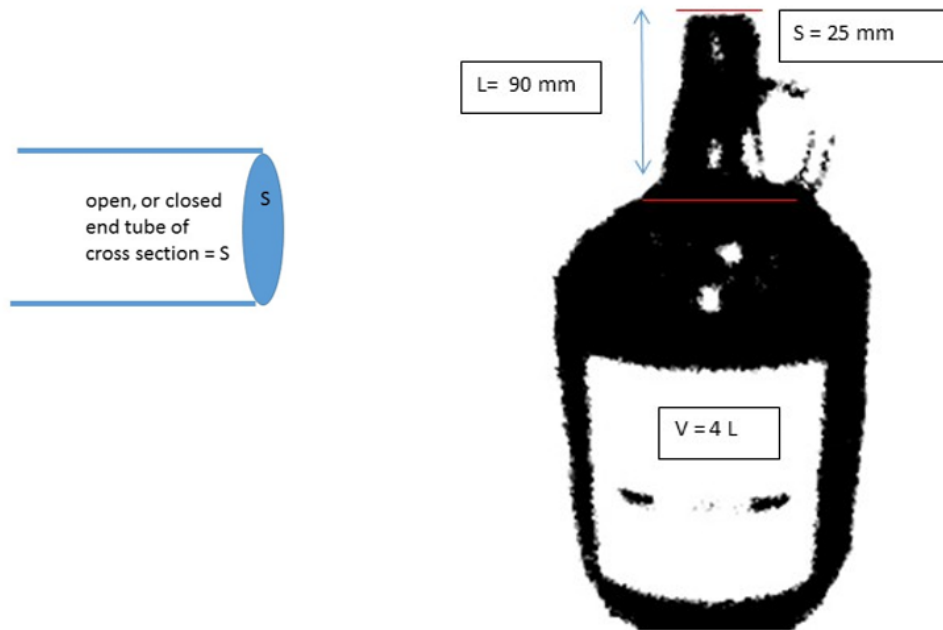 S = 25 mm
L= 90 mm
open, or closed
end tube of
cross section = S
S
V = 4 L